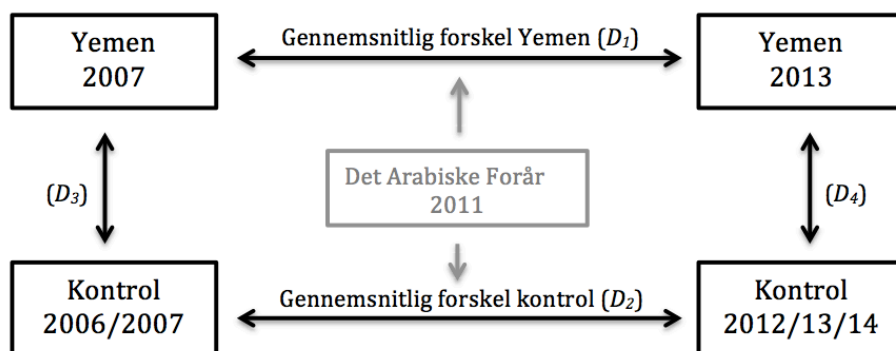 Yemen
2007
Gennemsnitlig forskel Yemen (D₁)
Yemen
2013
(D₃)
Det Arabiske Forår
2011
(D₄)
Kontrol
2006/2007
Gennemsnitlig forskel kontrol (D₂)
Kontrol
2012/13/14